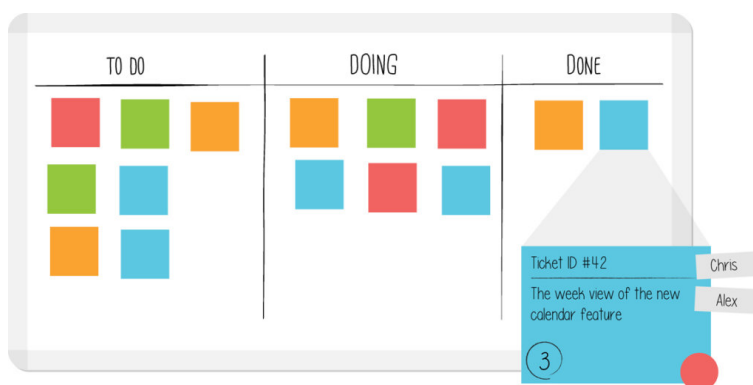 TO DO
DOING
DONE
Ticket ID #42
Chris
The week view of the new
calendar feature
Alex
3